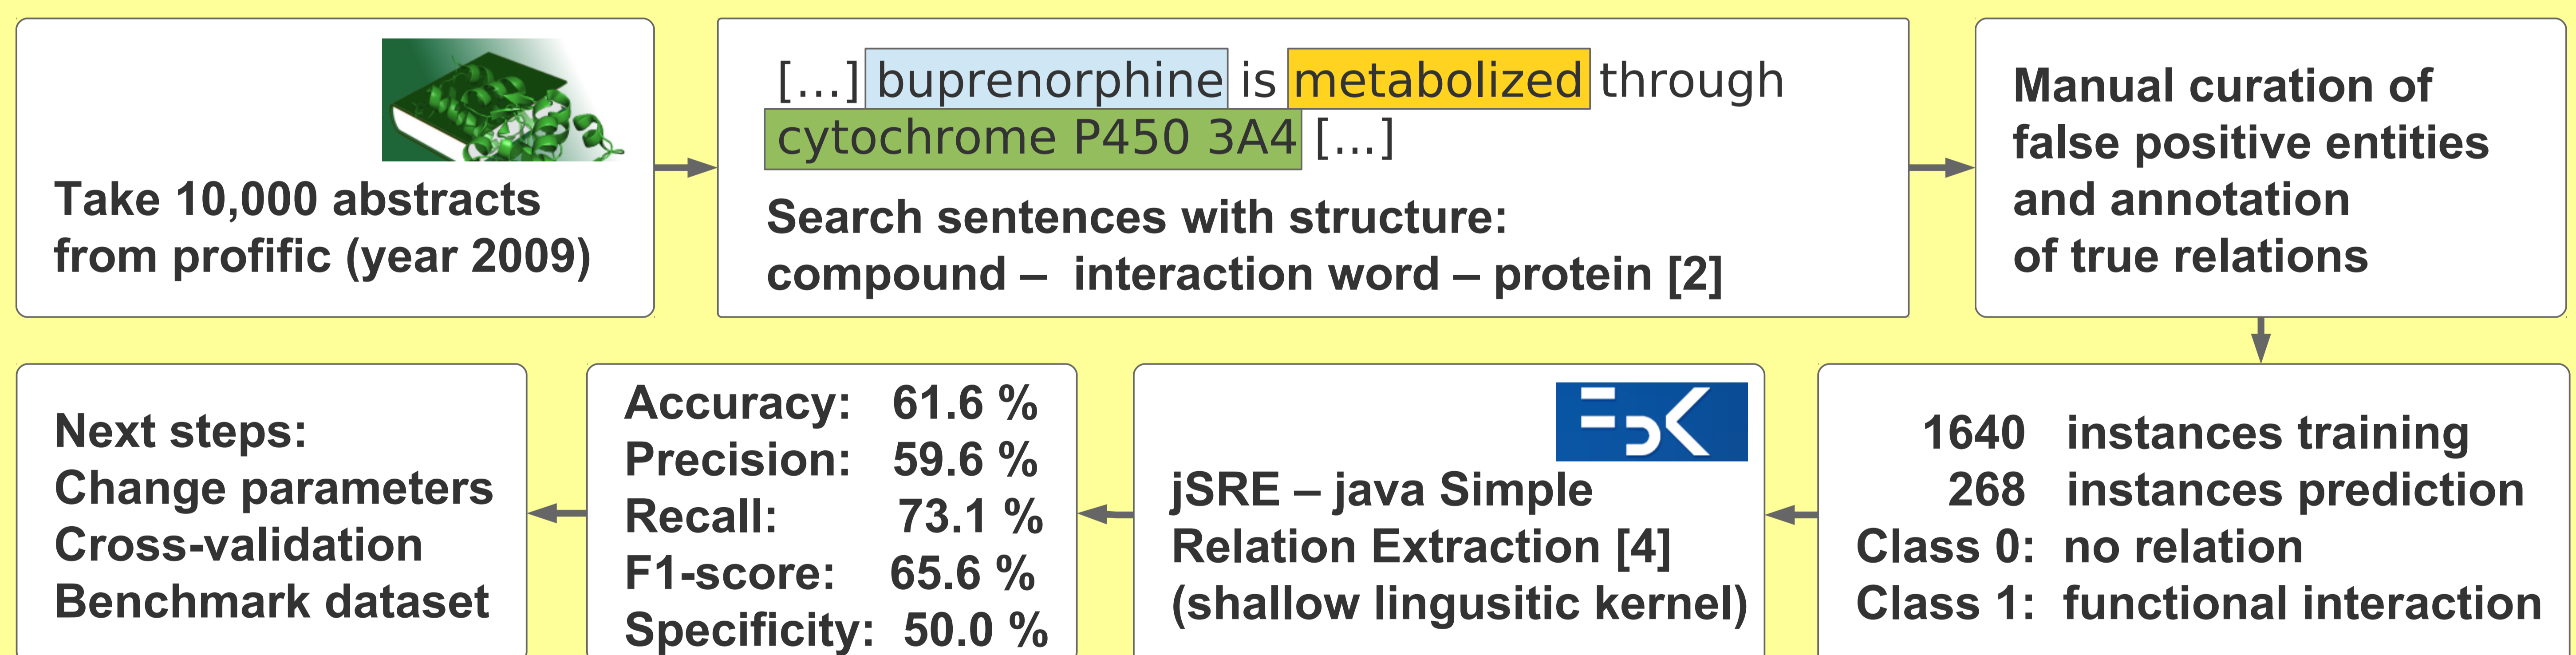 Take 10,000 abstracts
from profific (year 2009)
[...] buprenorphine is metabolized through
cytochrome P450 3A4 [...]
Search sentences with structure:
compound – interaction word – protein [2]
Manual curation of
false positive entities
and annotation
of true relations
1640 instances training
268 instances prediction
Class 0: no relation
Class 1: functional interaction
FBK
jSRE – java Simple
Relation Extraction [4]
(shallow lingusitic kernel)
Accuracy: 61.6 %
Precision: 59.6 %
Recall: 73.1 %
F1-score: 65.6 %
Specificity: 50.0 %
Next steps:
Change parameters
Cross-validation
Benchmark dataset